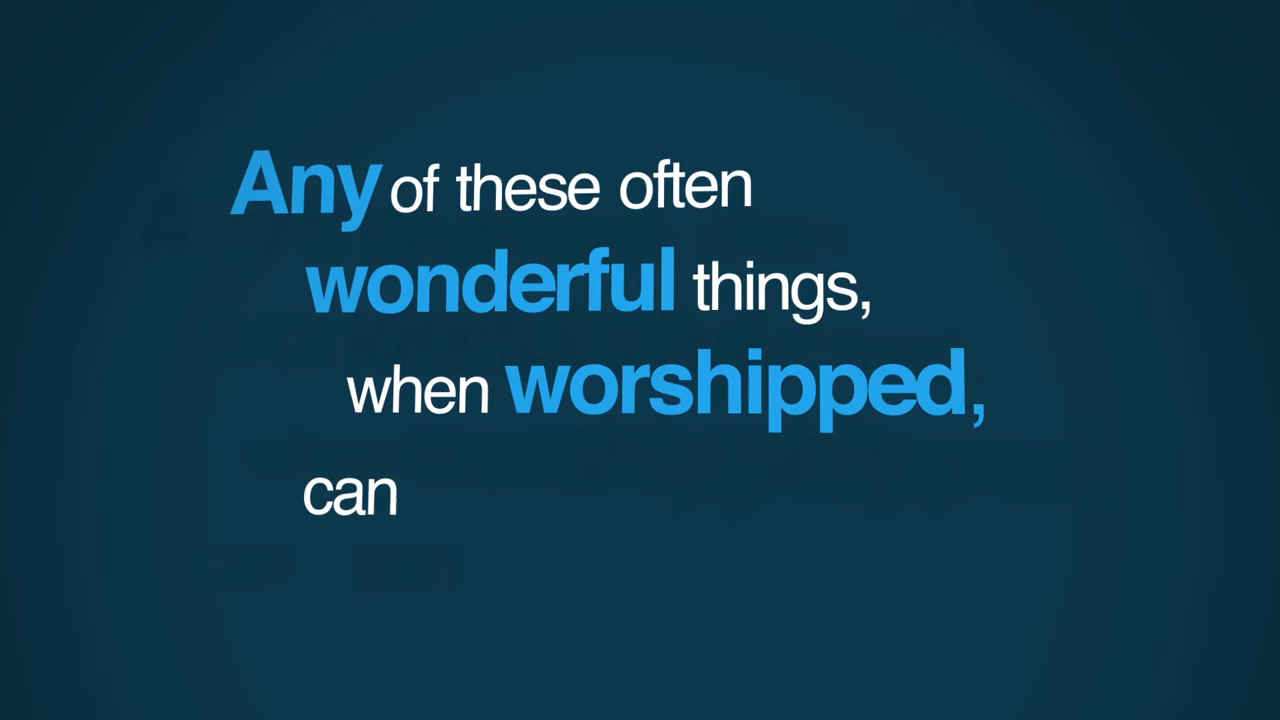 Any of these often
wonderful things,
when worshipped,
can